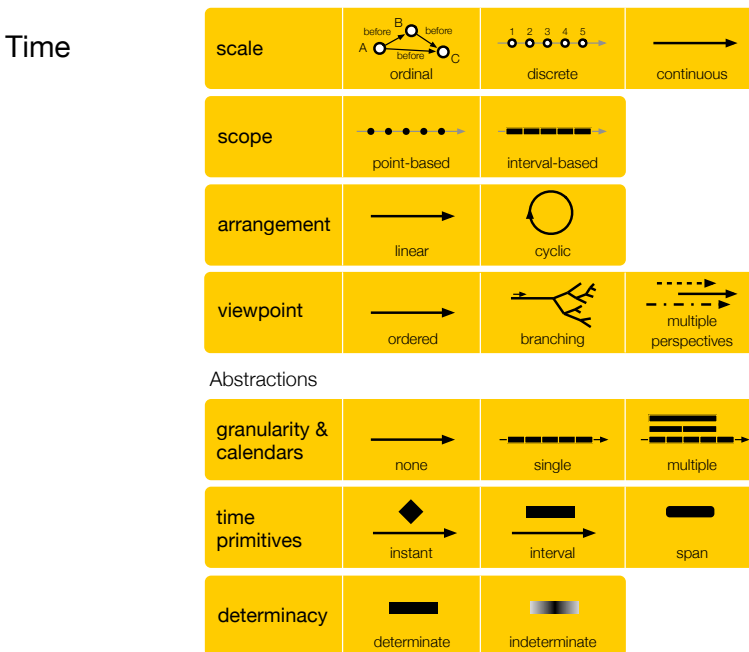 Time
scale
B
before
before
A
before
C
ordinal
1 2 3 4 5
discrete
continuous
scope
point-based
interval-based
arrangement
linear
cyclic
viewpoint
ordered
branching
multiple
perspectives
Abstractions
granularity &
calendars
none
single
multiple
time
primitives
instant
interval
span
determinacy
determinate
indeterminate